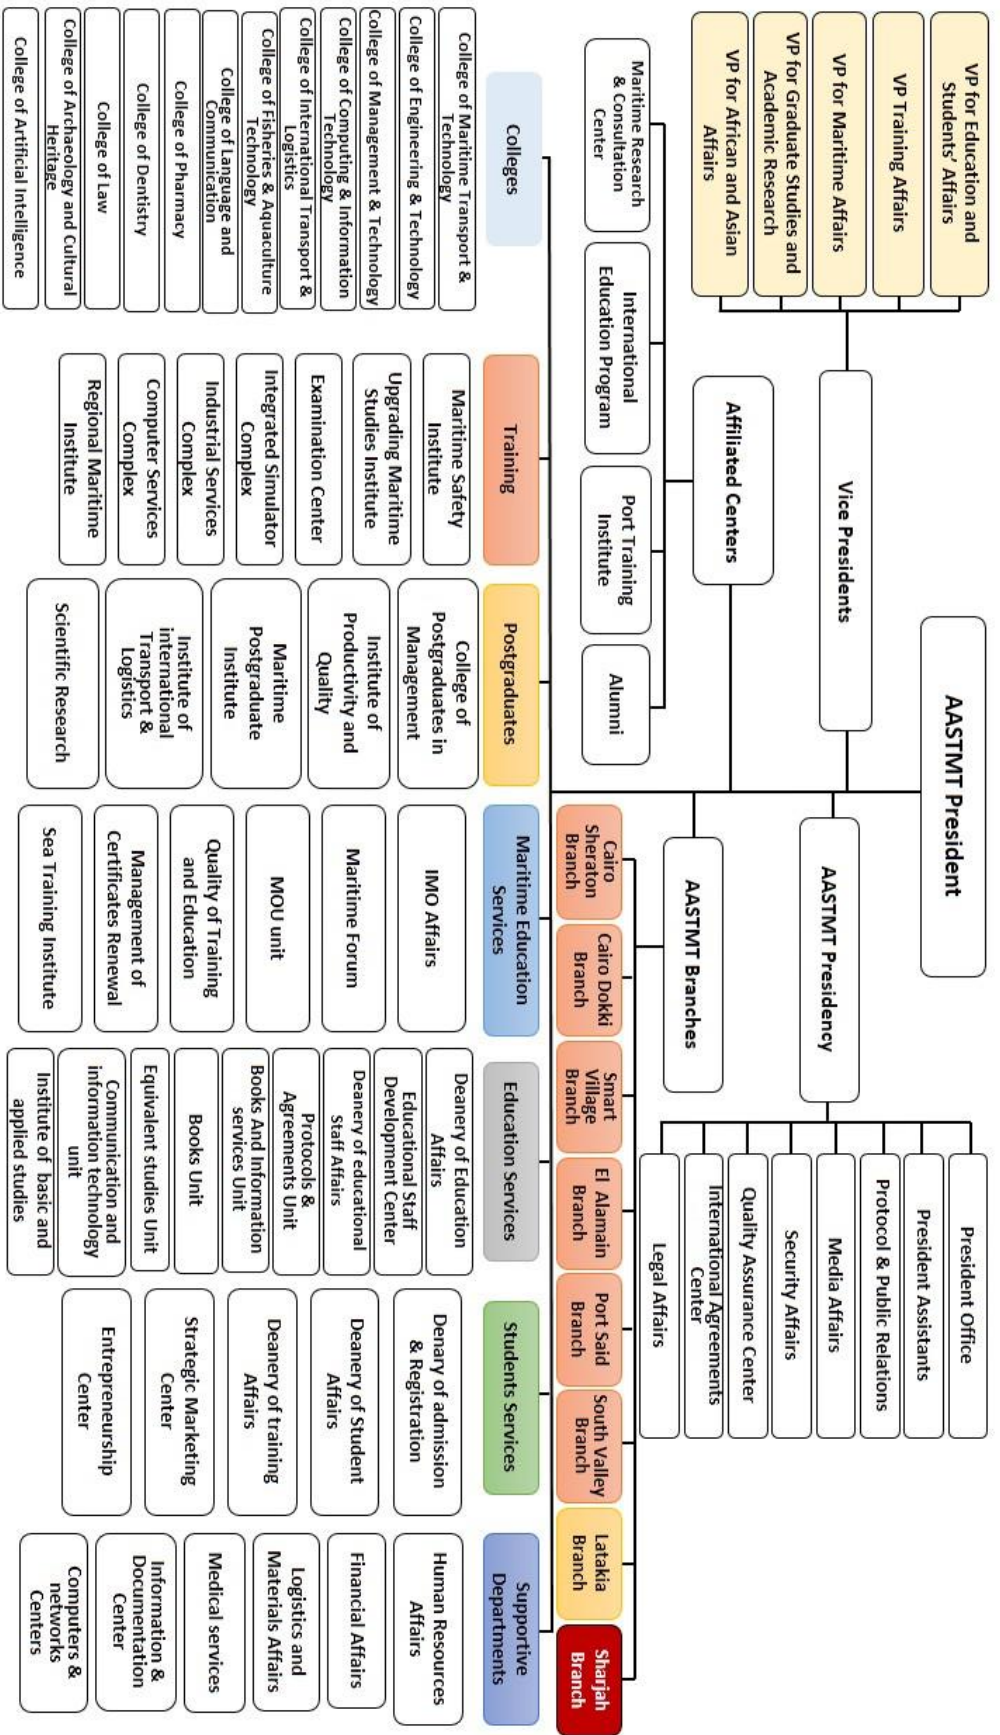 AASTMT President
Vice Presidents
VP for Education and
Students' Affairs
VP Training Affairs
VP for Maritime Affairs
VP for Graduate Studies and
Academic Research
VP for African and Asian
Affairs
AASTMT Presidency
President Office
President Assistants
Protocol & Public Relations
Media Affairs
Security Affairs
Quality Assurance Center
International Agreements
Center
Legal Affairs
Affiliated Centers
Maritime Research
& Consultation
Center
International
Education Program
Port Training
Institute
Alumni
AASTMT Branches
Cairo
Sheraton
Branch
Cairo Dokki
Branch
Smart
Village
Branch
El Alamain
Branch
Port Said
Branch
South Valley
Branch
Latakia
Branch
Sharjah
Branch
Colleges
College of Maritime Transport &
Technology
College of Engineering & Technology
College of Management & Technology
College of Computing & Information
Technology
College of International Transport &
Logistics
College of Fisheries & Aquaculture
Technology
College of Language and
Communication
College of Pharmacy
College of Dentistry
College of Law
College of Archaeology and Cultural
Heritage
College of Artificial Intelligence
Training
Maritime Safety
Institute
Upgrading Maritime
Studies Institute
Examination Center
Integrated Simulator
Complex
Industrial Services
Complex
Computer Services
Complex
Regional Maritime
Institute
Postgraduates
College of
Postgraduates in
Management
Institute of
Productivity and
Quality
Maritime
Postgraduate
Institute
Institute of
international
Transport &
Logistics
Scientific Research
Maritime Education
Services
IMO Affairs
Maritime Forum
MOU unit
Quality of Training
and Education
Management of
Certificates Renewal
Sea Training Institute
Education Services
Deanery of Education
Affairs
Educational Staff
Development Center
Deanery of educational
Staff Affairs
Protocols &
Agreements Unit
Books And Information
services Unit
Books Unit
Equivalent studies Unit
Communication and
information technology
unit
Institute of basic and
applied studies
Students Services
Denary of admission
& Registration
Deanery of Student
Affairs
Deanery of training
Affairs
Strategic Marketing
Center
Entrepreneurship
Center
Supportive
Departments
Human Resources
Affairs
Financial Affairs
Logistics and
Materials Affairs
Medical services
Information &
Documentation
Center
Computers &
networks
Centers